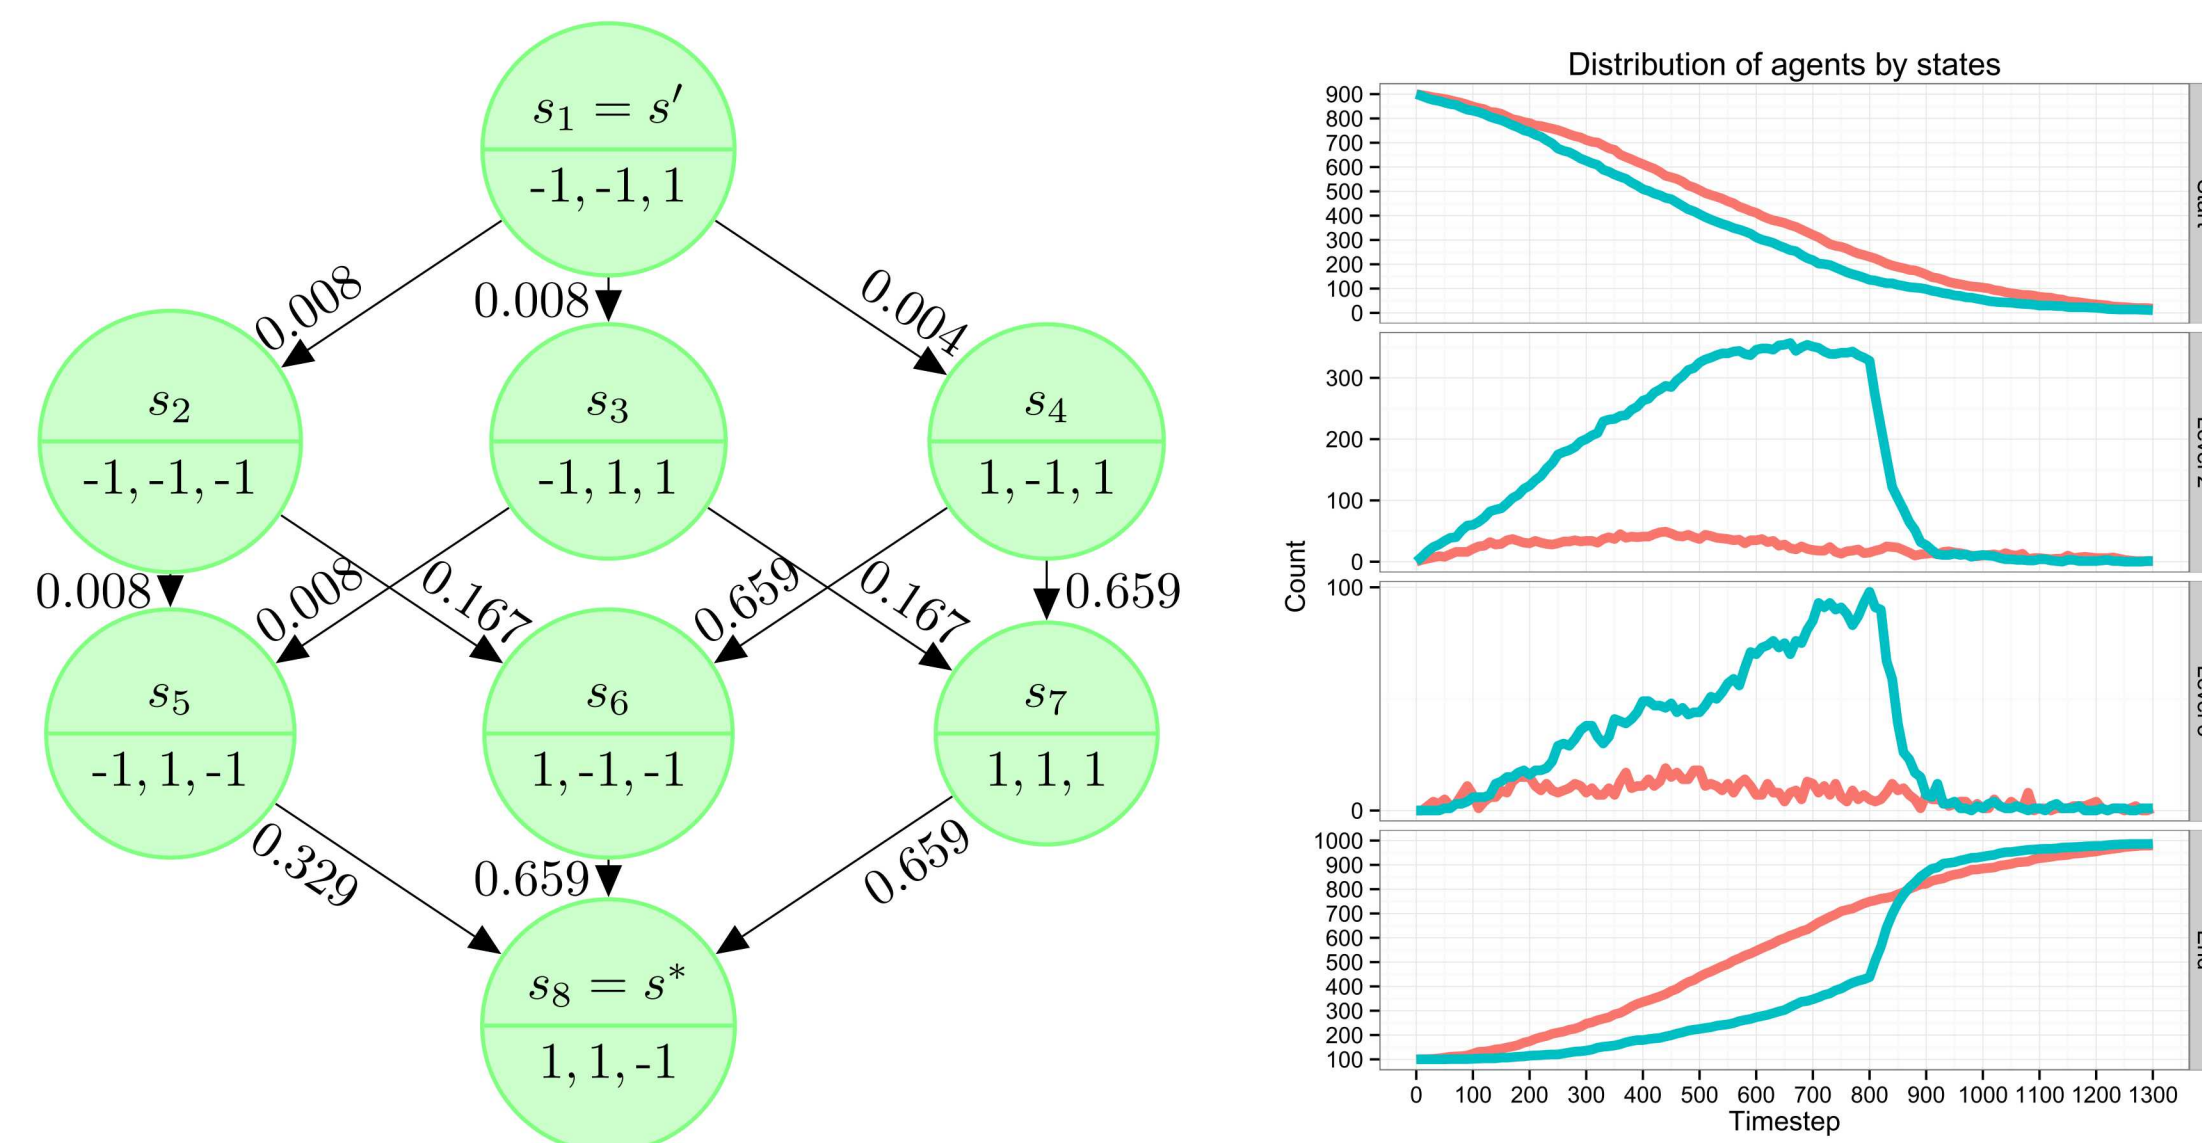 s₁ = s′
-1, -1, 1
0.008
0.008
0.004
s₂
-1, -1, -1
s₃
-1, 1, 1
s₄
1, -1, 1
0.008
0.008
0.167
0.659
0.167
0.659
s₅
-1, 1, -1
s₆
1, -1, -1
s₇
1, 1, 1
0.329
0.659
0.659
s₈ = s*
1, 1, -1
Distribution of agents by states
900
800
700
600
500
400
300
200
100
0
300
200
100
0
100
0
1000
900
800
700
600
500
400
300
200
100
Count
0 100 200 300 400 500 600 700 800 900 1000 1100 1200 1300
Timestep